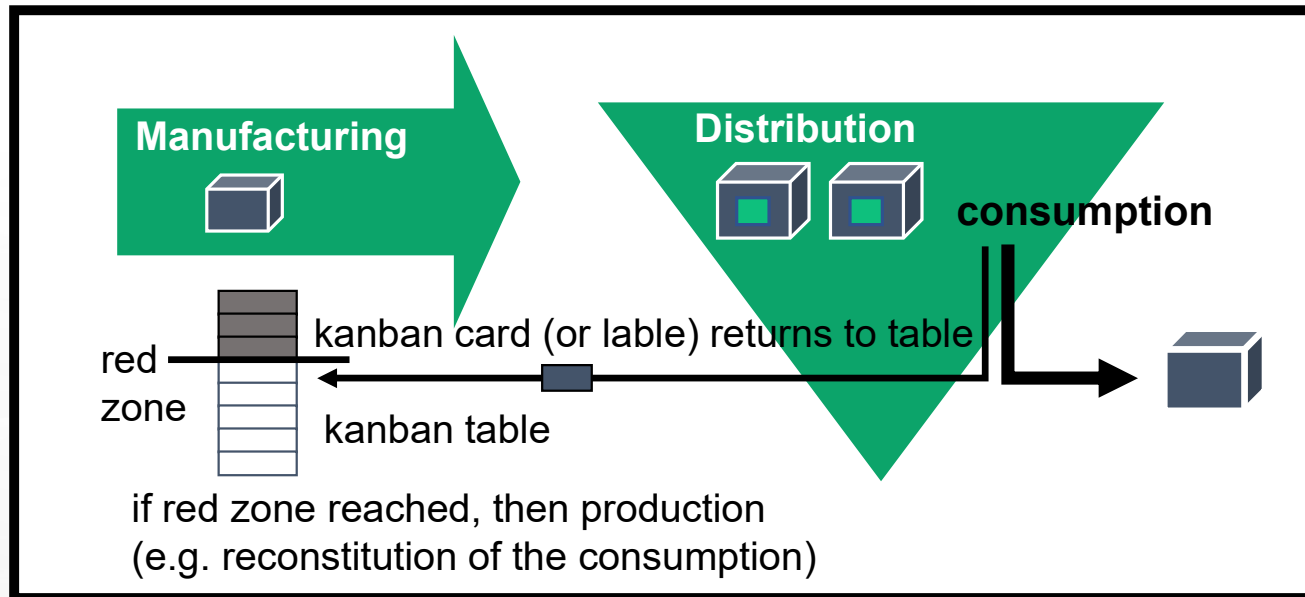 Manufacturing
Distribution
consumption
kanban card (or lable) returns to table
red
zone
kanban table
if red zone reached, then production
(e.g. reconstitution of the consumption)